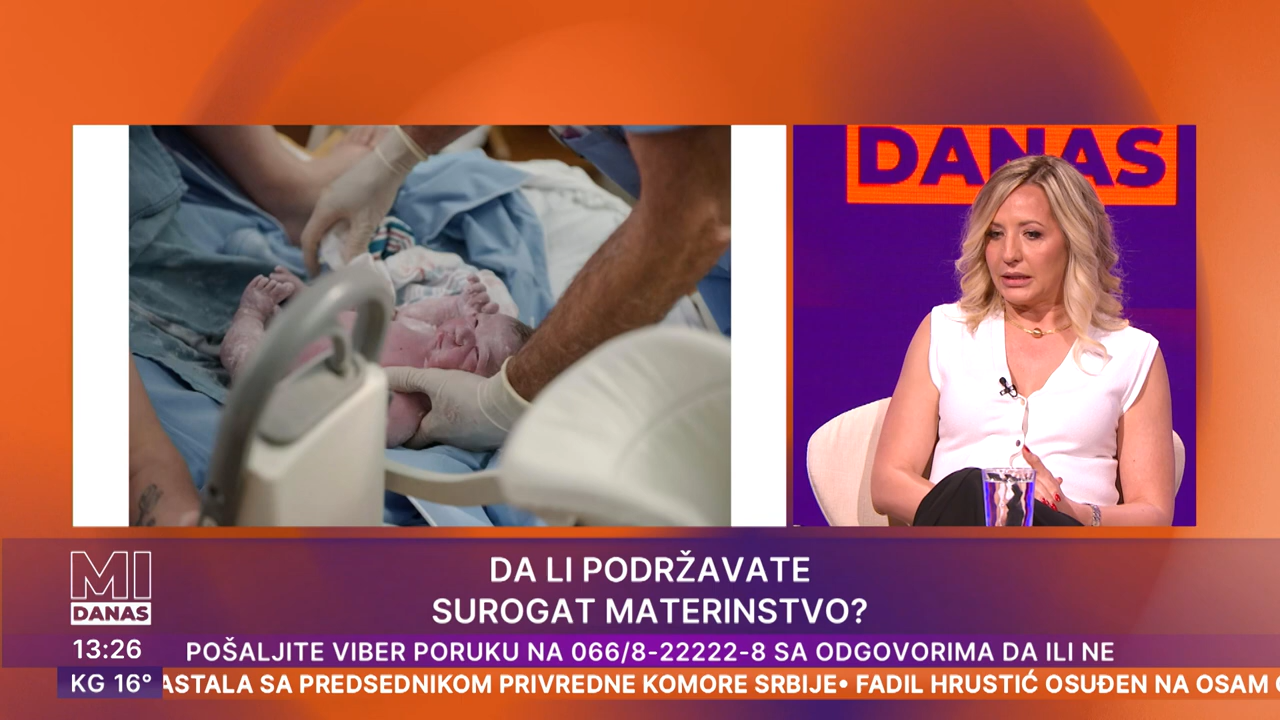 DANAS
DA LI PODRŽAVATE
SUROGAT MATERINSTVO?
MI
DANAS
13:26
POŠALJITE VIBER PORUKU NA 066/8-22222-8 SA ODGOVORIMA DA ILI NE
KG 16°
ASTALA SA PREDSEDNIKOM PRIVREDNE KOMORE SRBIJE• FADIL HRUSTIĆ OSUĐEN NA OSAM